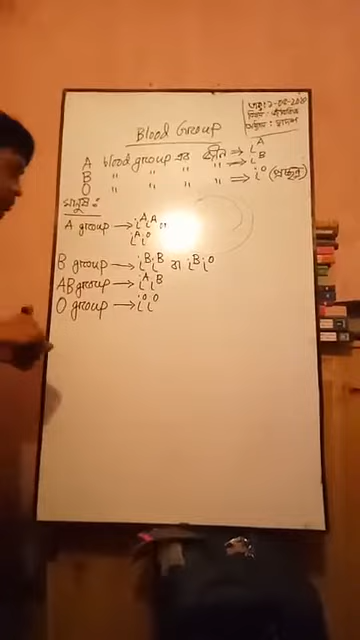 Blood Group
A blood group এর জীন → iᴬ
B " " " " → iᴮ
O " " " " → iᴼ (প্রচ্ছন্ন)
মানুষ :
A group → iᴬiᴬ বা
iᴬiᴼ
B group → iᴮiᴮ বা iᴮiᴼ
AB group → iᴬiᴮ
O group → iᴼiᴼ